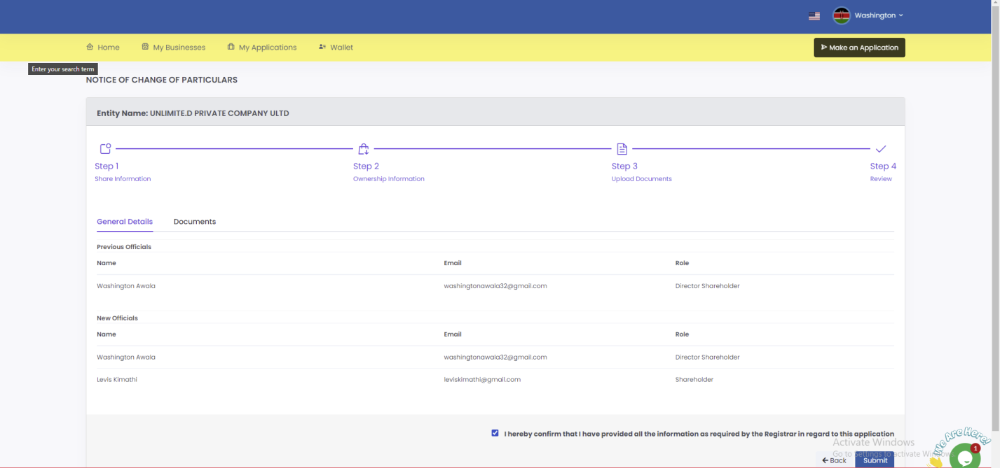 Washington
Home My Businesses My Applications Wallet Make an Application
Enter your search term
NOTICE OF CHANGE OF PARTICULARS
Entity Name: UNLIMITE.D PRIVATE COMPANY ULTD
Step 1 Step 2 Step 3 Step 4
Share Information Ownership Information Upload Documents Review
General Details Documents
Previous Officials
Name Email Role
Washington Awala washingtonawala32@gmail.com Director Shareholder
New Officials
Name Email Role
Washington Awala washingtonawala32@gmail.com Director Shareholder
Levis Kimathi leviskimathi@gmail.com Shareholder
I hereby confirm that I have provided all the information as required by the Registrar in regard to this application
We Are Here!
Activate Windows
1
Go to Settings to activate Windows.
Back Submit